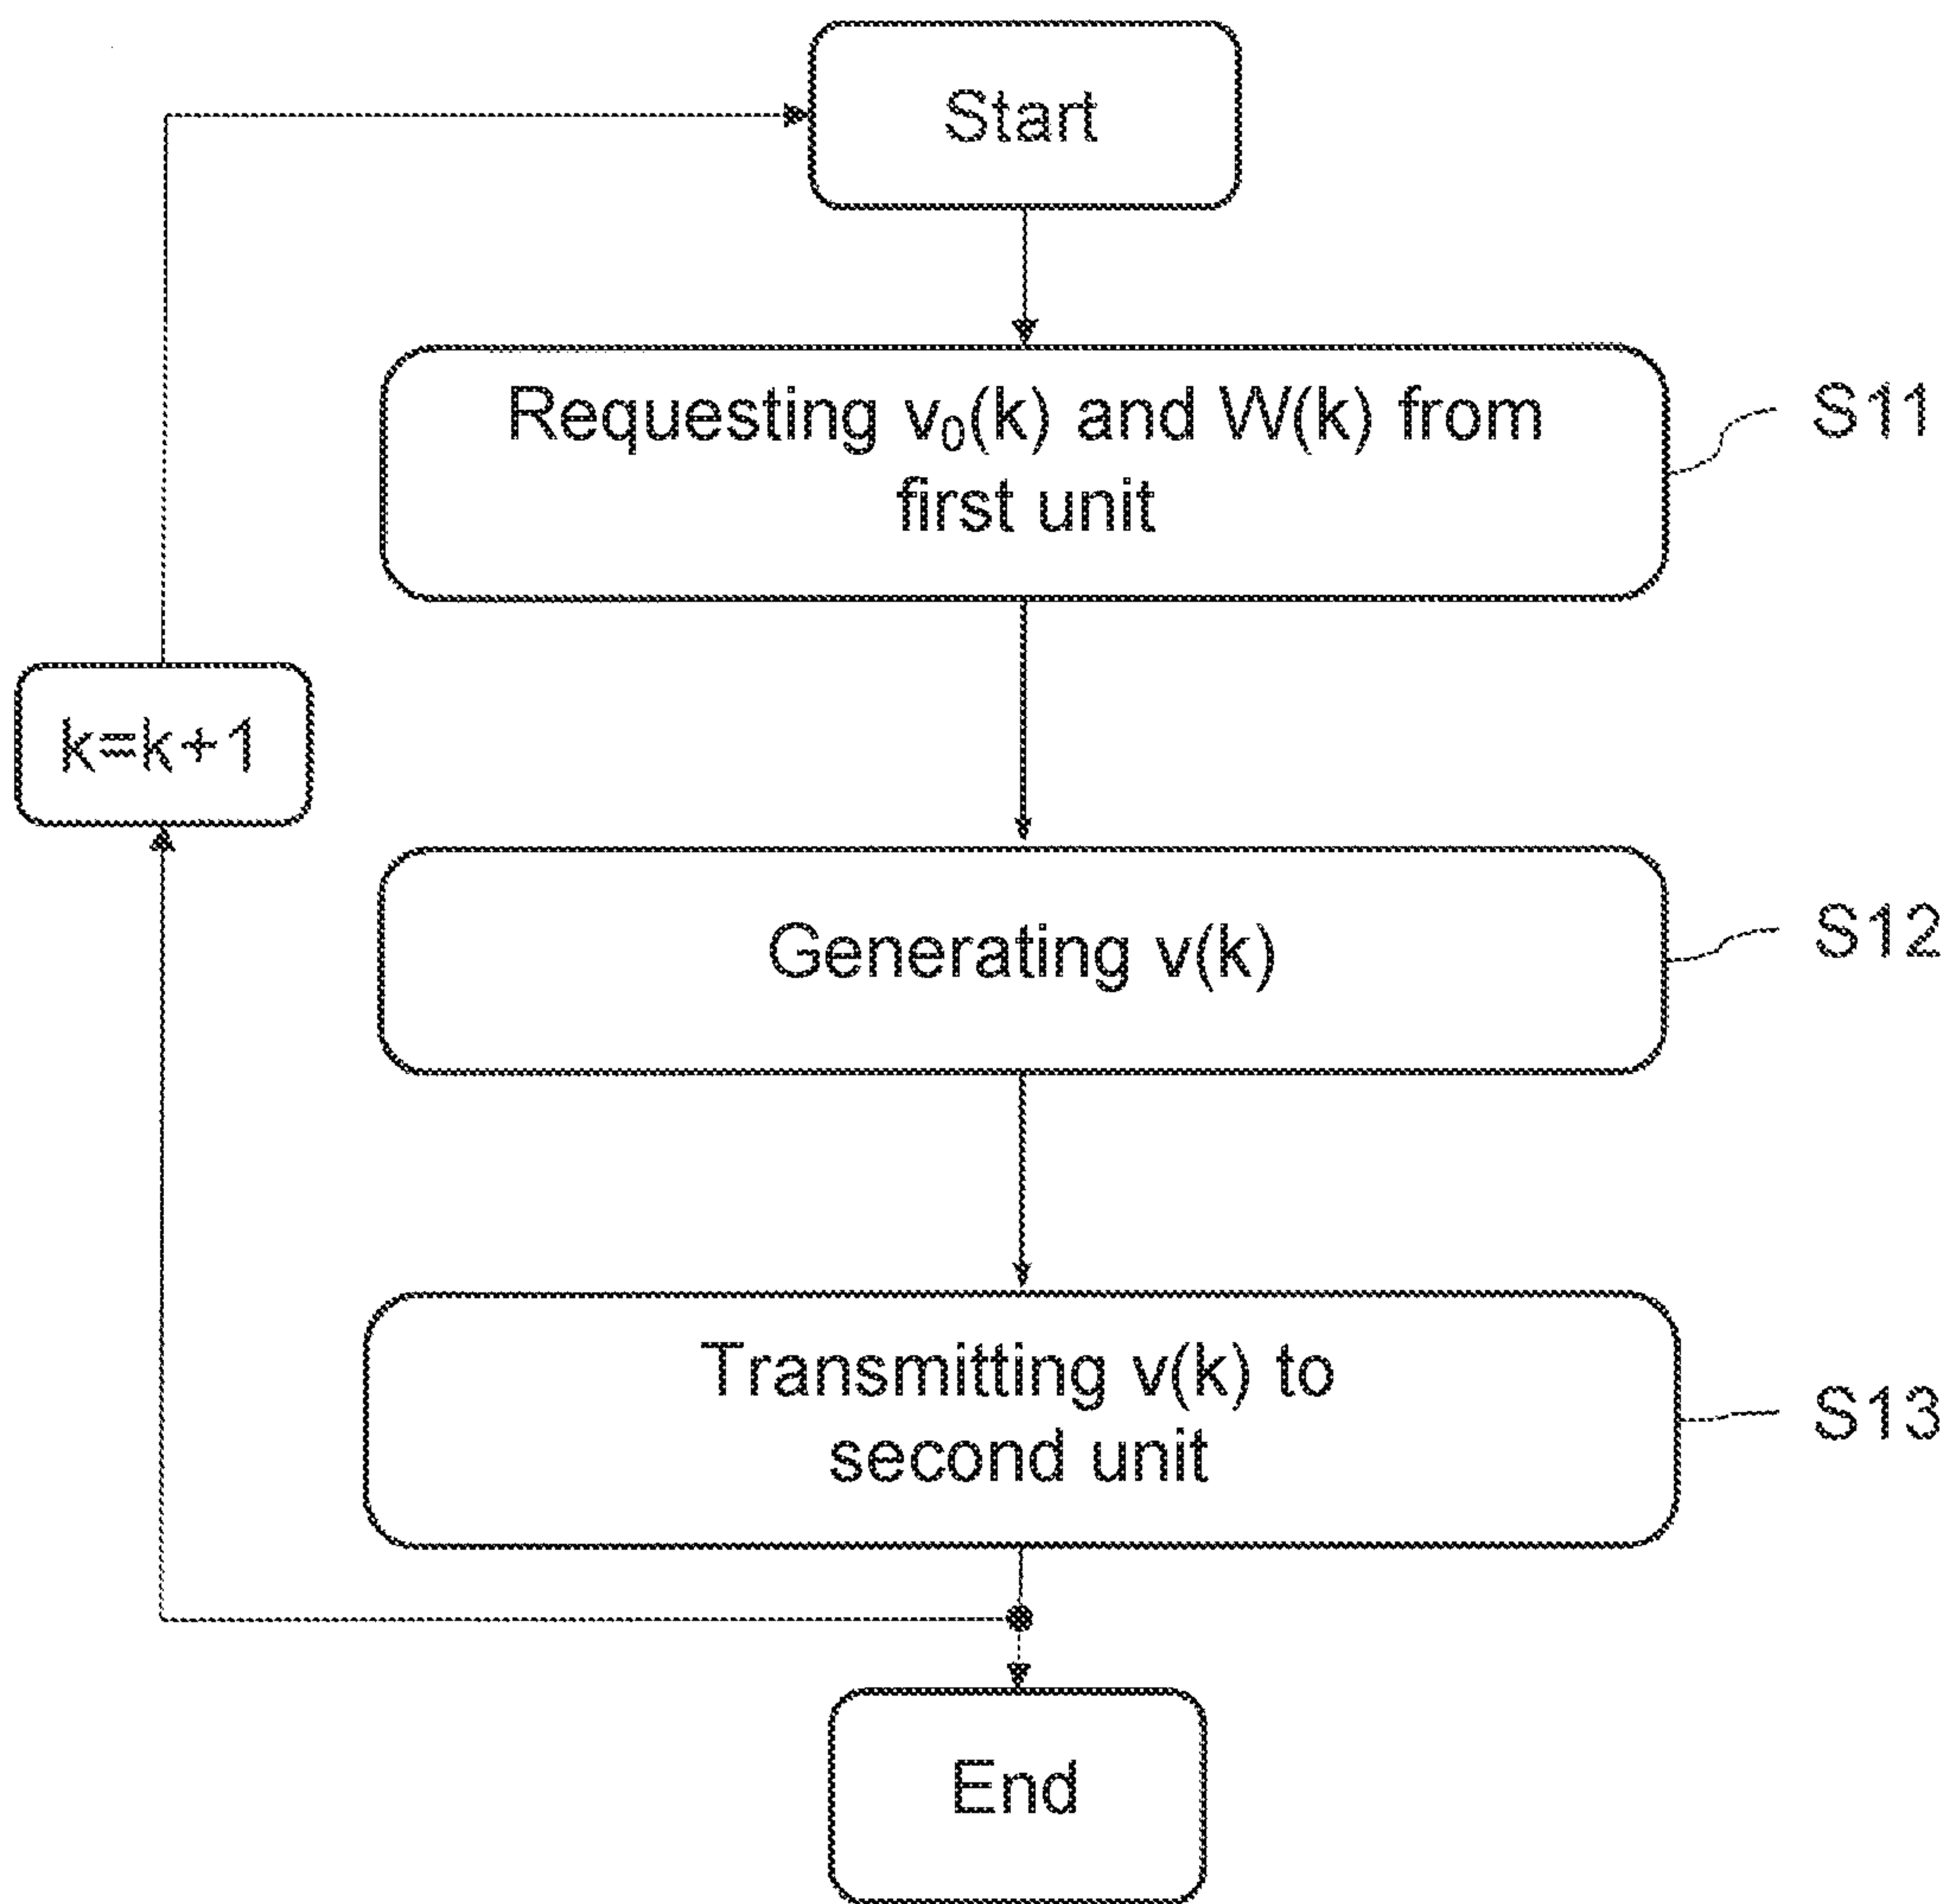 Start
Requesting v₀(k) and W(k) from
first unit
S11
k=k+1
Generating v(k)
S12
Transmitting v(k) to
second unit
S13
End